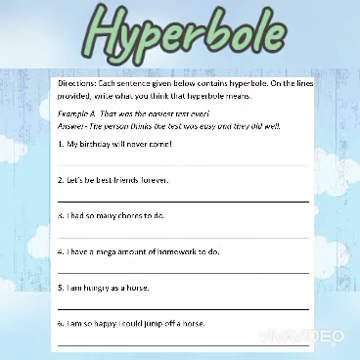 Hyperbole
Directions: Each sentence given below contains hyperbole. On the lines
provided, write what you think that hyperbole means.
Example A. That was the easiest test ever!
Answer- The person thinks the test was easy and they did well.
1. My birthday will never come!
2. Let's be best friends forever.
3. I had so many chores to do.
4. I have a mega amount of homework to do.
5. I am hungry as a horse.
6. I am so happy I could jump off a horse.
VIVAVIDEO